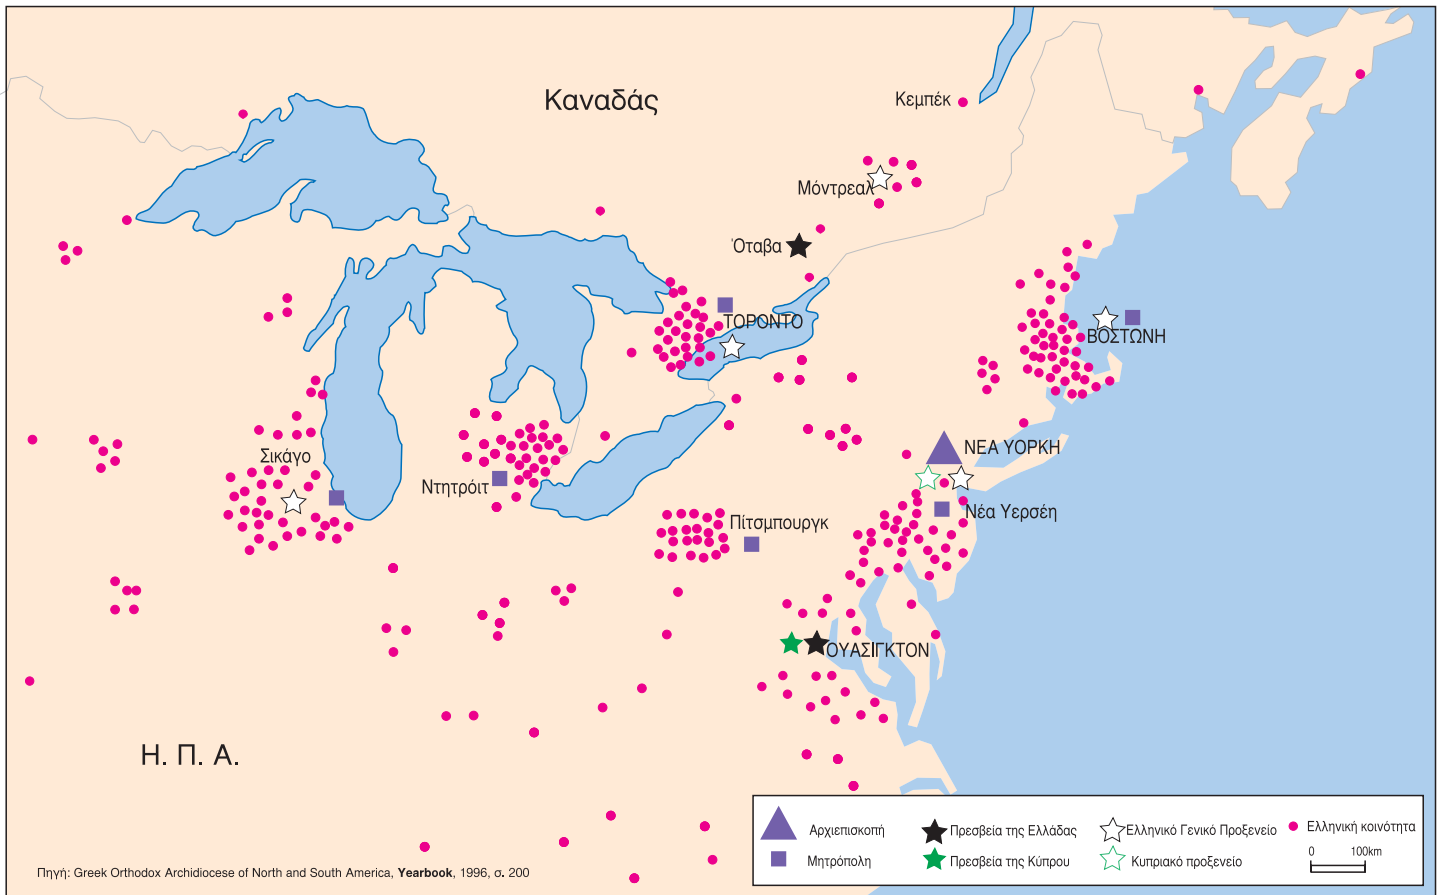 Καναδάς
Κεμπέκ
Μόντρεαλ
Όταβα
ΤΟΡΟΝΤΟ
ΒΟΣΤΩΝΗ
Σικάγο
Ντητρόιτ
ΝΕΑ ΥΟΡΚΗ
Νέα Υερσέη
Πίτσμπουργκ
ΟΥΑΣΙΓΚΤΟΝ
Η. Π. Α.
Αρχιεπισκοπή
Πρεσβεία της Ελλάδας
Ελληνικό Γενικό Προξενείο
Ελληνική κοινότητα
Μητρόπολη
Πρεσβεία της Κύπρου
Κυπριακό προξενείο
0 100km
Πηγή: Greek Orthodox Archidiocese of North and South America, Yearbook, 1996, σ. 200